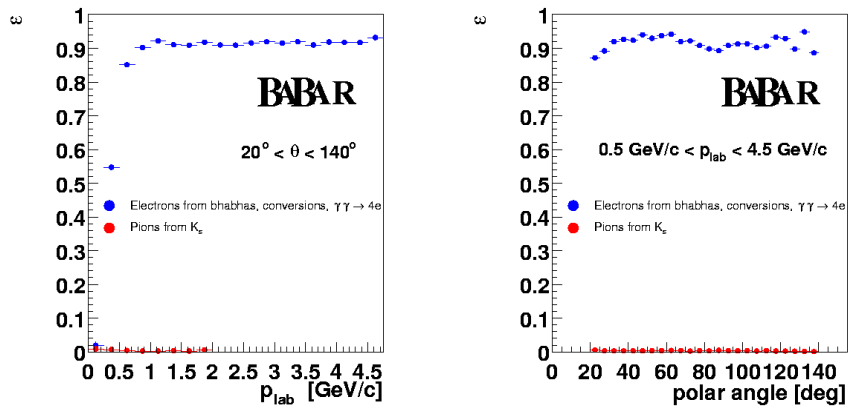 ε
1
0.9
0.8
0.7
0.6
0.5
0.4
0.3
0.2
0.1
0
BABAR
20° < θ < 140°
Electrons from bhabhas, conversions, γγ → 4e
Pions from Kₛ
0 0.5 1 1.5 2 2.5 3 3.5 4 4.5
p_lab [GeV/c]
ε
1
0.9
0.8
0.7
0.6
0.5
0.4
0.3
0.2
0.1
0
BABAR
0.5 GeV/c < p_lab < 4.5 GeV/c
Electrons from bhabhas, conversions, γγ → 4e
Pions from Kₛ
0 20 40 60 80 100 120 140
polar angle [deg]